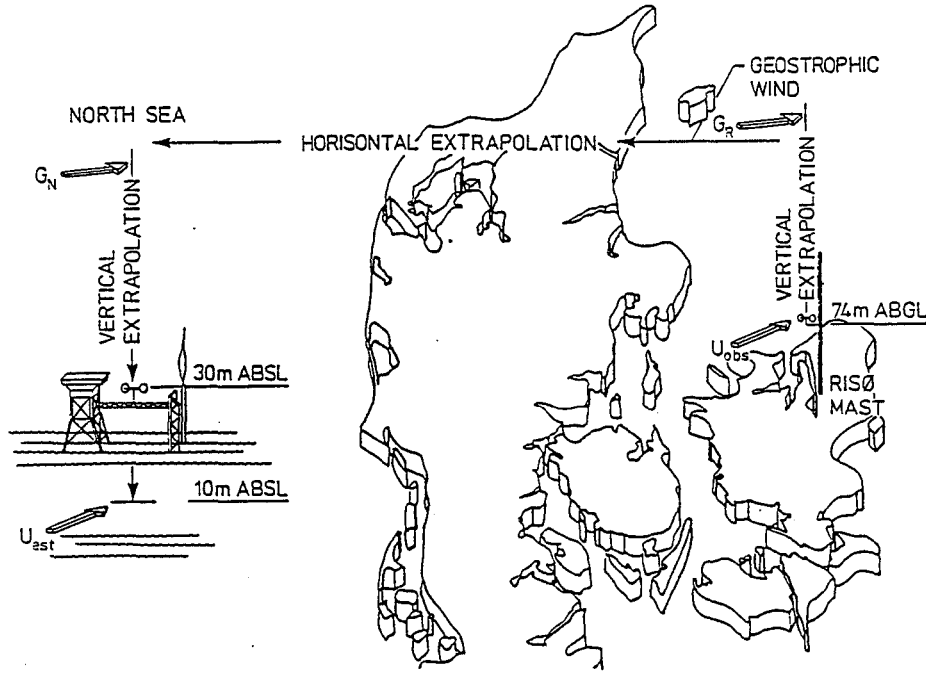 GEOSTROPHIC
WIND
NORTH SEA
G_R
HORISONTAL EXTRAPOLATION
G_N
VERTICAL
EXTRAPOLATION
VERTICAL
EXTRAPOLATION
74m ABGL
U_obs
30m ABSL
RISØ
MAST
10m ABSL
U_est